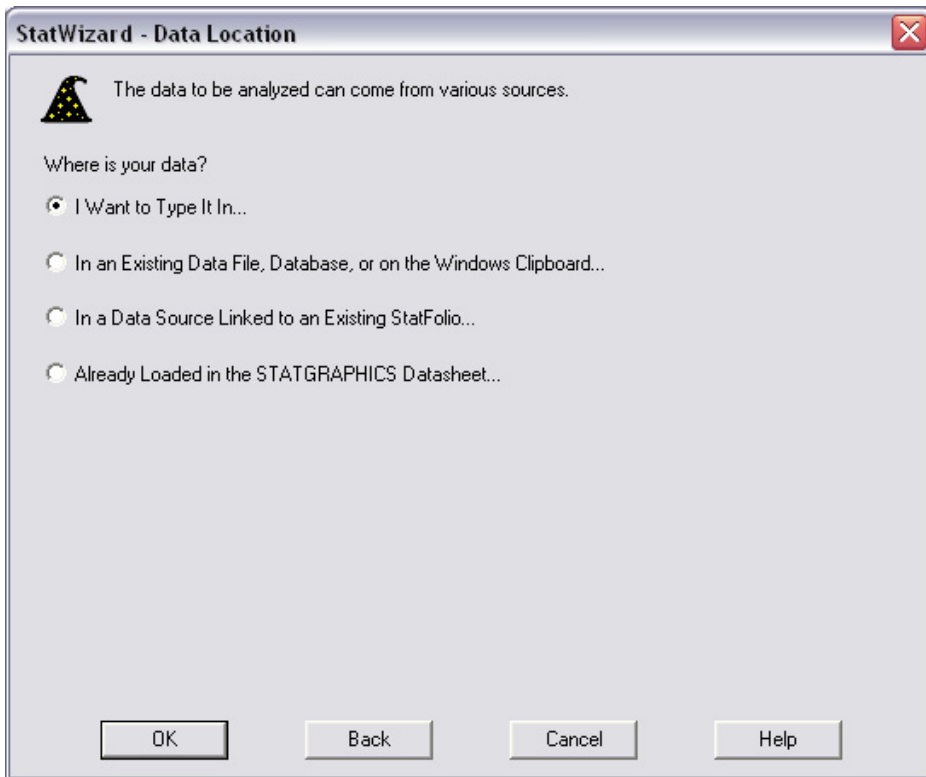 StatWizard - Data Location
The data to be analyzed can come from various sources.
Where is your data?
I Want to Type It In...
In an Existing Data File, Database, or on the Windows Clipboard...
In a Data Source Linked to an Existing StatFolio...
Already Loaded in the STATGRAPHICS Datasheet...
OK Back Cancel Help